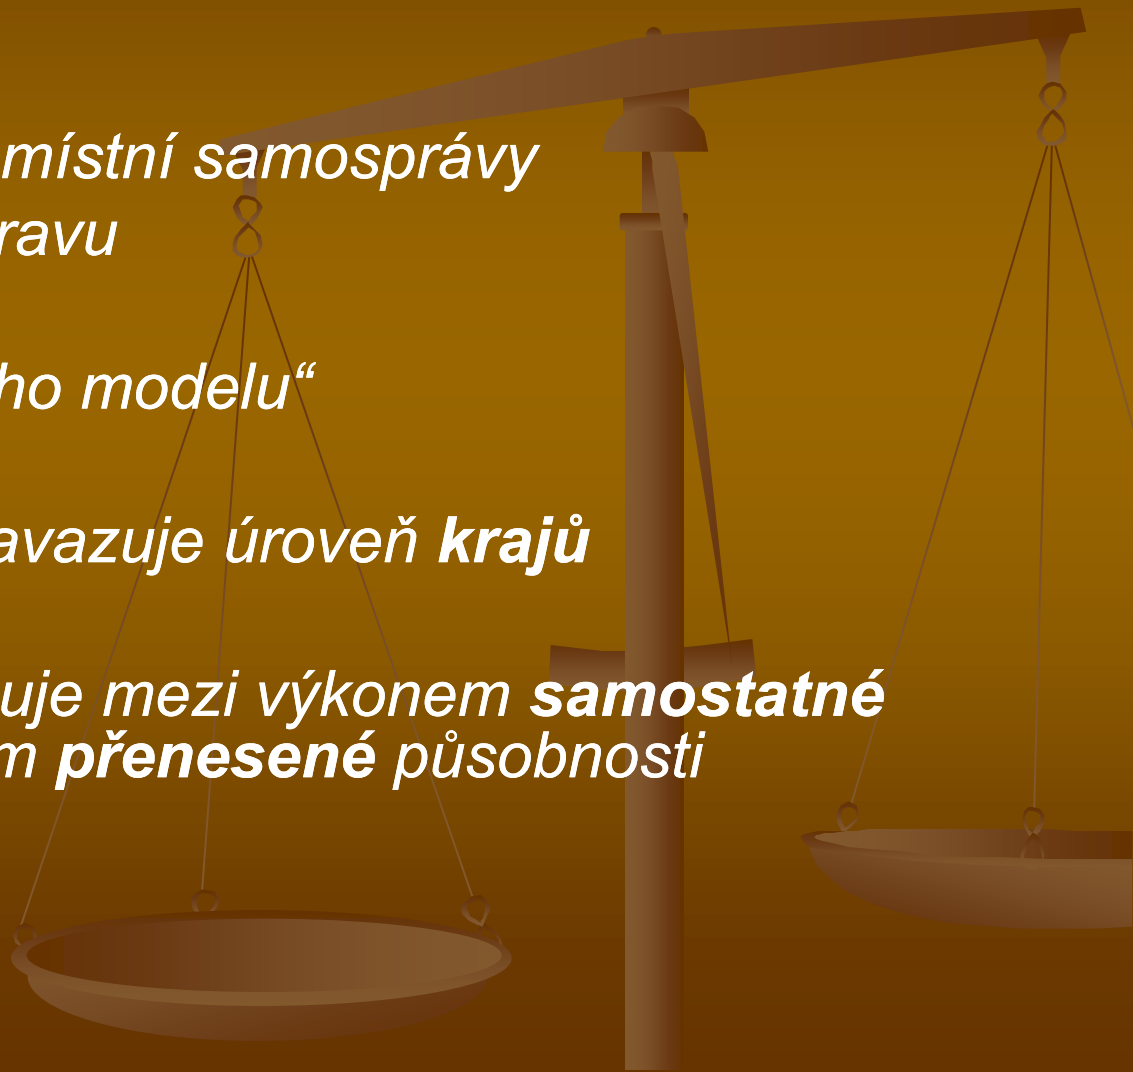 místní samosprávy
ravu
ho modelu“
avazuje úroveň krajů
uje mezi výkonem samostatné
m přenesené působnosti